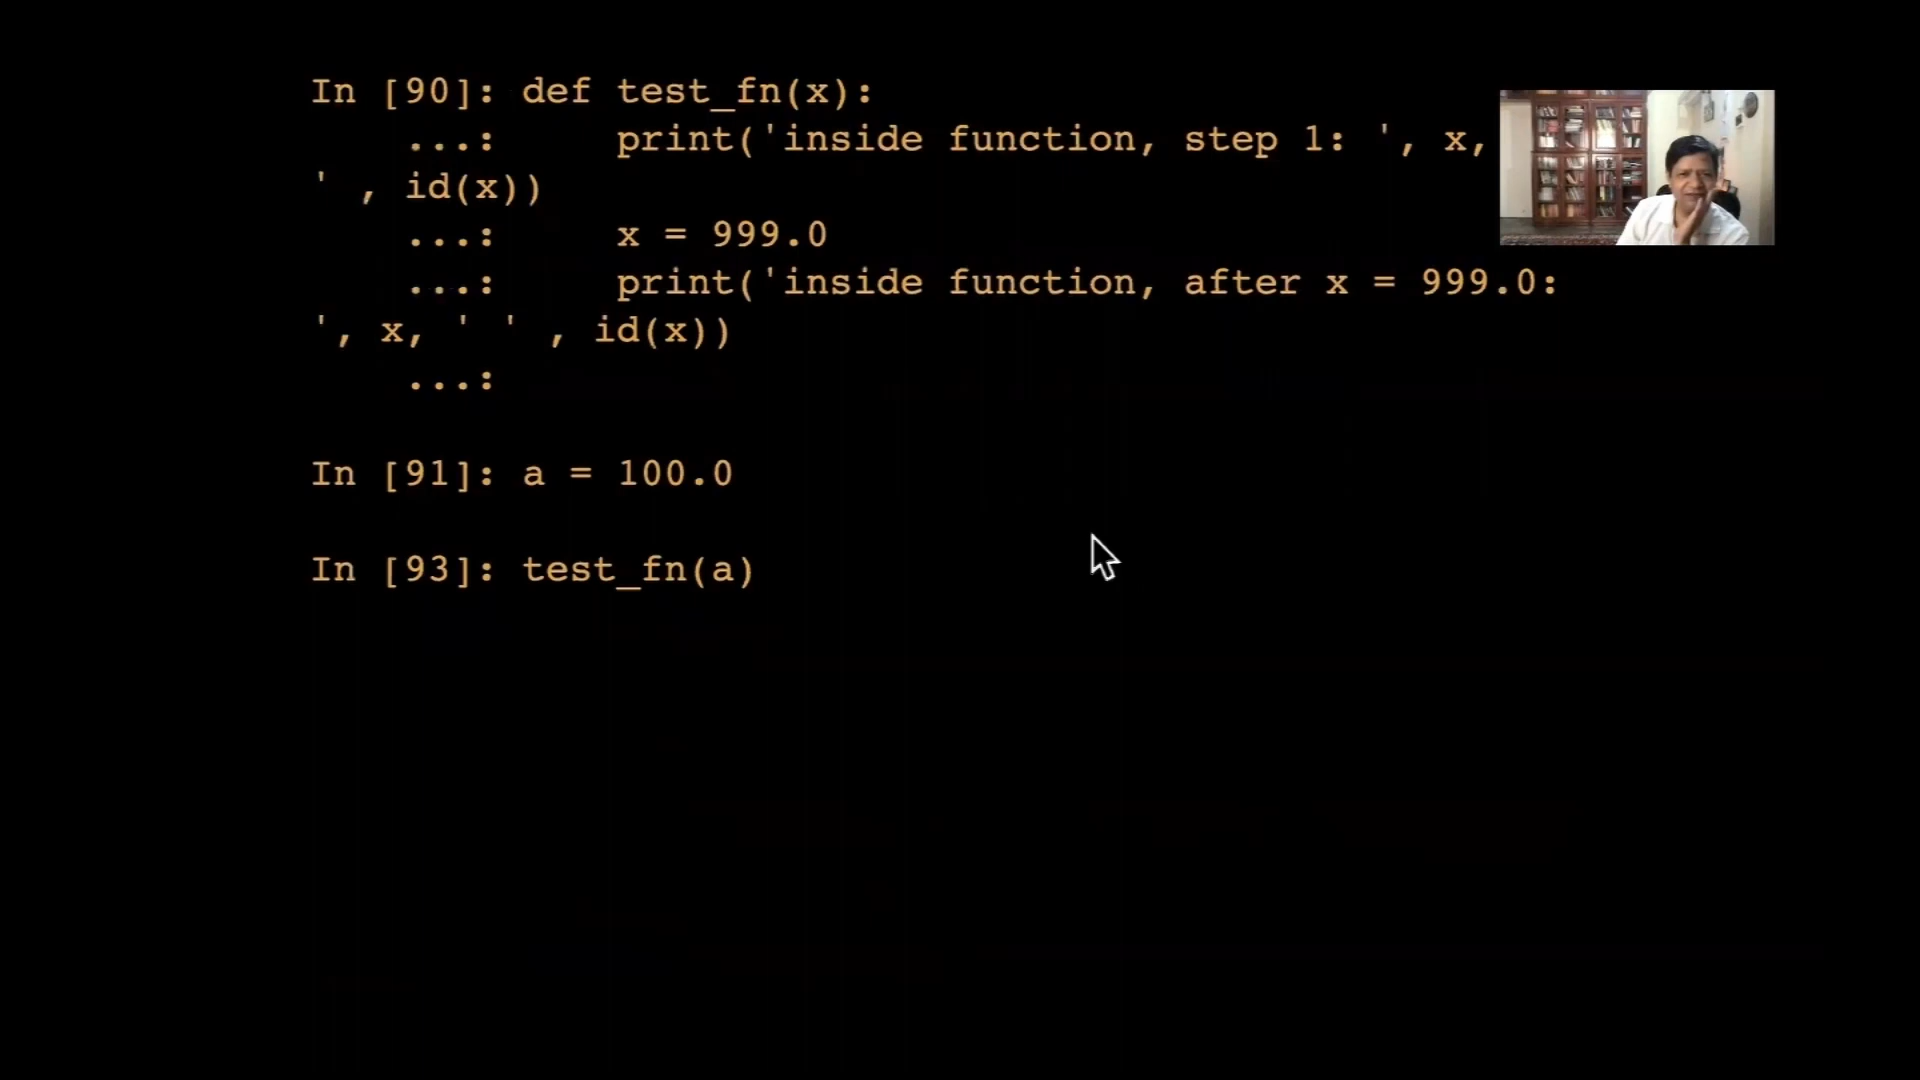 In [90]: def test_fn(x):
...: print('inside function, step 1: ', x,
' , id(x))
...: x = 999.0
...: print('inside function, after x = 999.0:
', x, ' ' , id(x))
...:
In [91]: a = 100.0
In [93]: test_fn(a)